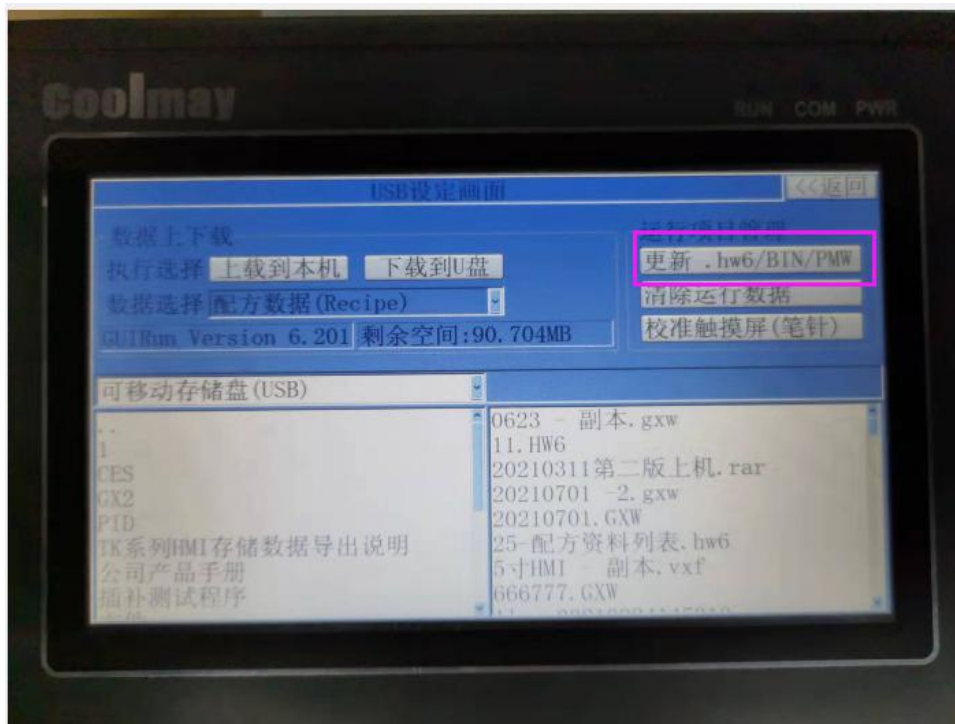 Coolmay
RUN COM PWR
USB设定画面
<<返回
数据上下载
执行选择 上载到本机 下载到U盘
数据选择 配方数据(Recipe)
GUIRun Version 6.201 剩余空间:90.704MB
运行项目管理
更新 .hw6/BIN/PMW
清除运行数据
校准触摸屏(笔针)
可移动存储盘(USB)
..
1
CES
GX2
PID
TK系列HMI存储数据导出说明
公司产品手册
插补测试程序
0623 - 副本.gxw
11.HW6
20210311第二版上机.rar
20210701 -2.gxw
20210701.GXW
25-配方资料列表.hw6
5寸HMI - 副本.vxf
666777.GXW